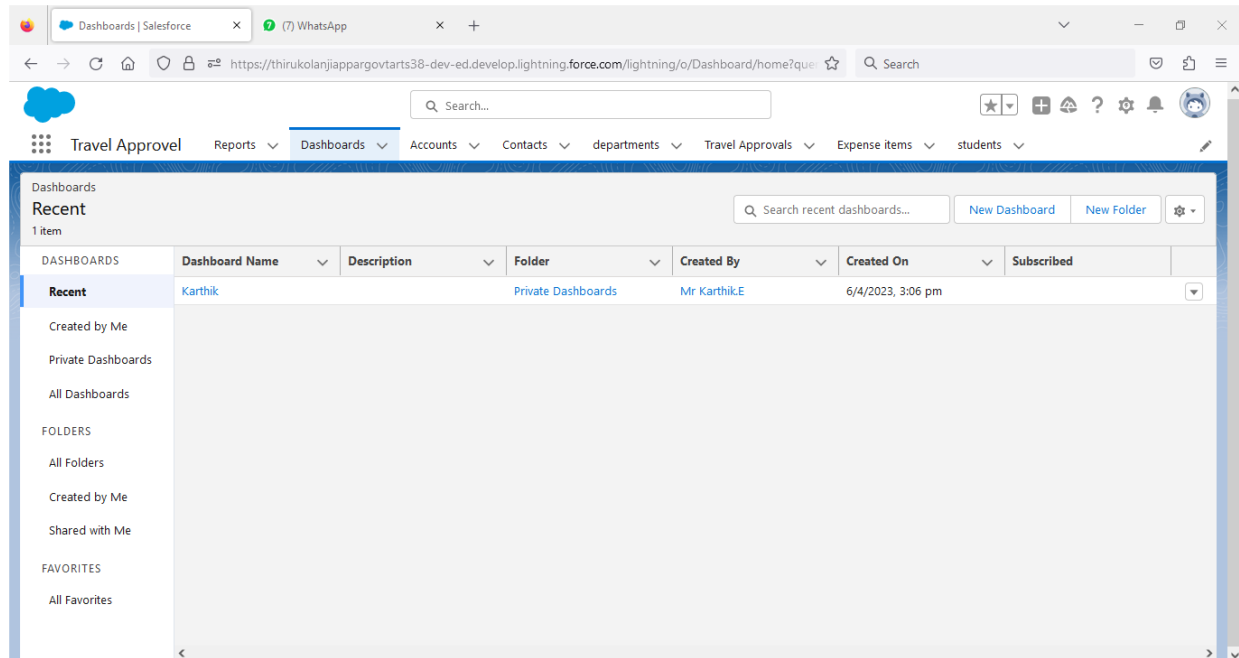 Dashboards | Salesforce
(7) WhatsApp
https://thirukolanjiappargovtarts38-dev-ed.develop.lightning.force.com/lightning/o/Dashboard/home?que
Search
Search...
Travel Approvel Reports Dashboards Accounts Contacts departments Travel Approvals Expense items students
Dashboards
Recent
1 item
Search recent dashboards...
New Dashboard
New Folder
DASHBOARDS
Dashboard Name Description Folder Created By Created On Subscribed
Recent
Karthik Private Dashboards Mr Karthik.E 6/4/2023, 3:06 pm
Created by Me
Private Dashboards
All Dashboards
FOLDERS
All Folders
Created by Me
Shared with Me
FAVORITES
All Favorites